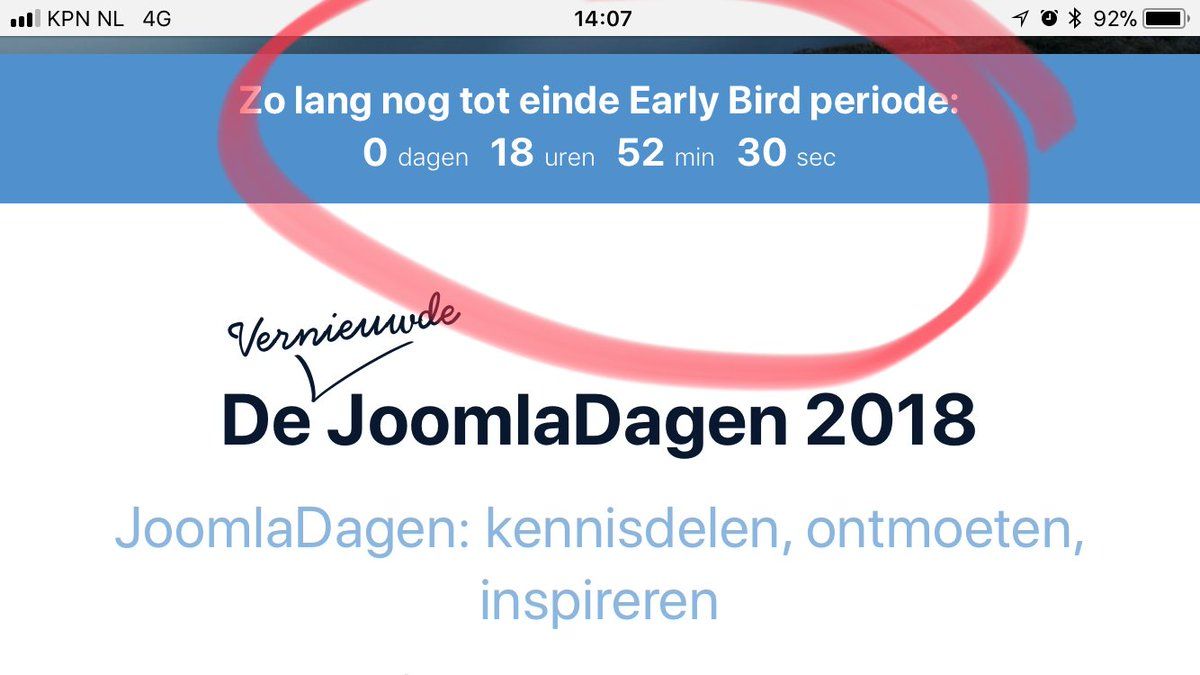 KPN NL 4G 14:07 92%
Zo lang nog tot einde Early Bird periode:
0 dagen 18 uren 52 min 30 sec
Vernieuwde
De JoomlaDagen 2018
JoomlaDagen: kennisdelen, ontmoeten,
inspireren